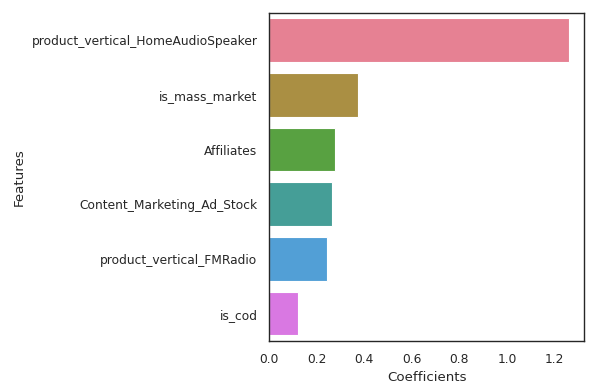 Features
product_vertical_HomeAudioSpeaker
is_mass_market
Affiliates
Content_Marketing_Ad_Stock
product_vertical_FMRadio
is_cod
0.0 0.2 0.4 0.6 0.8 1.0 1.2
Coefficients